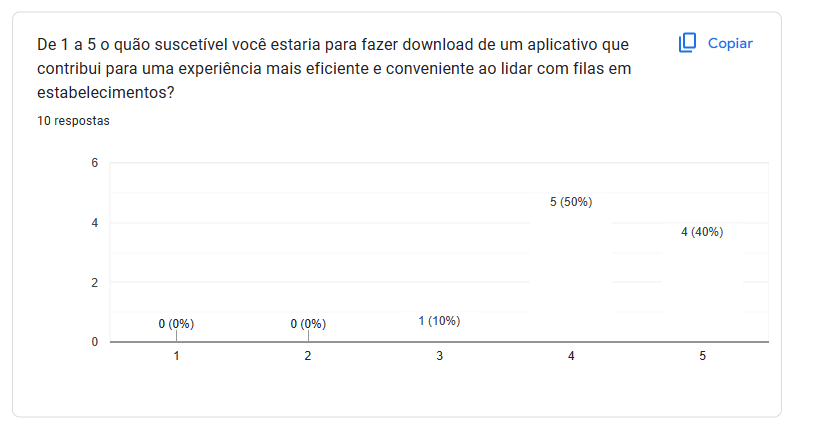 De 1 a 5 o quão suscetível você estaria para fazer download de um aplicativo que
contribui para uma experiência mais eficiente e conveniente ao lidar com filas em
estabelecimentos?
Copiar
10 respostas
6
4
2
0
0 (0%)
0 (0%)
1 (10%)
5 (50%)
4 (40%)
1
2
3
4
5